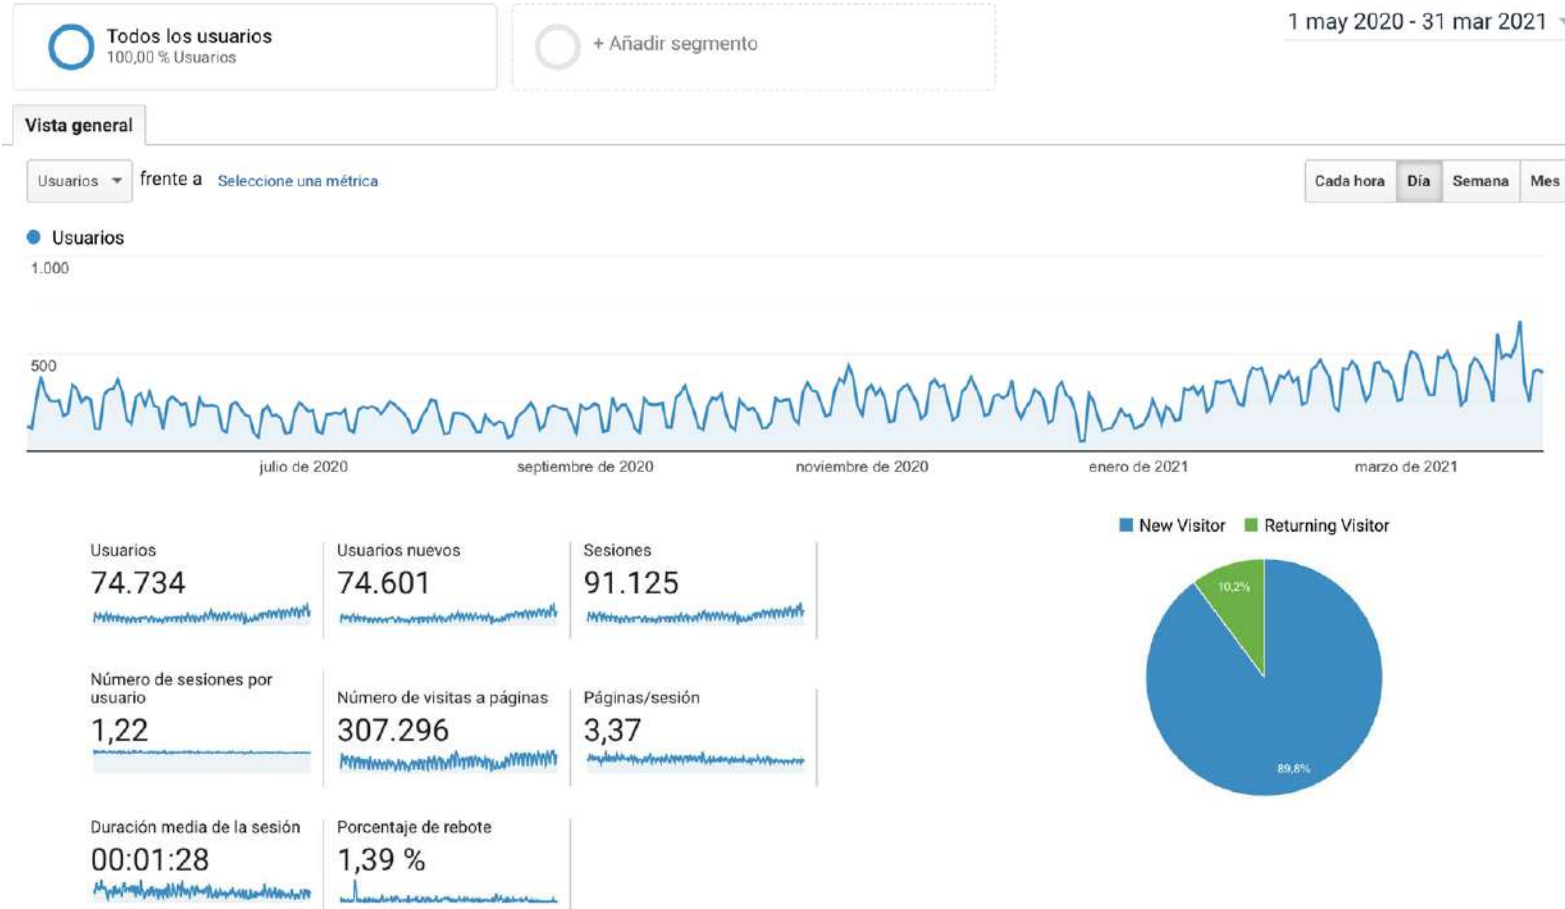 Todos los usuarios
100,00 % Usuarios
+ Añadir segmento
1 may 2020 - 31 mar 2021
Vista general
Usuarios
frente a
Seleccione una métrica
Cada hora
Día
Semana
Mes
Usuarios
1.000
500
julio de 2020
septiembre de 2020
noviembre de 2020
enero de 2021
marzo de 2021
New Visitor
Returning Visitor
Usuarios
74.734
Usuarios nuevos
74.601
Sesiones
91.125
10,2%
89,8%
Número de sesiones por
usuario
1,22
Número de visitas a páginas
307.296
Páginas/sesión
3,37
Duración media de la sesión
00:01:28
Porcentaje de rebote
1,39 %